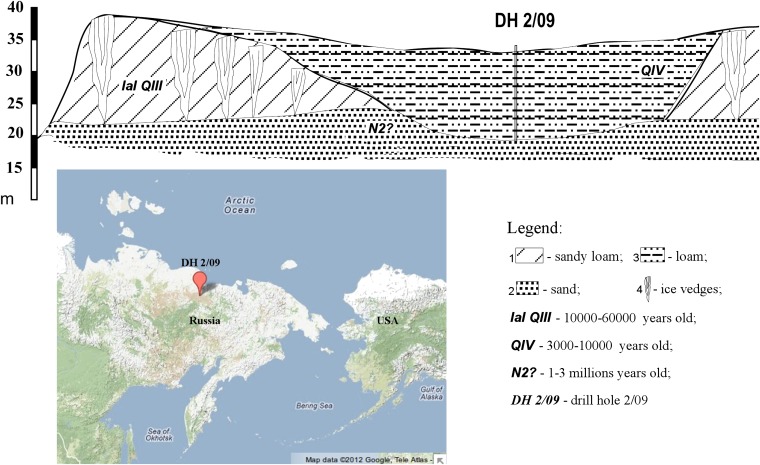 DH 2/09
40
35
30
25
20
15
m
laI QIII
QIV
N2?
Arctic
Ocean
DH 2/09
Russia
USA
Gulf of
Alaska
Bering Sea
Sea of
Okhotsk
Map data ©2012 Google, Tele Atlas -
Legend:
1 - sandy loam; 3 - loam;
2 - sand; 4 - ice vedges;
laI QIII - 10000-60000 years old;
QIV - 3000-10000 years old;
N2? - 1-3 millions years old;
DH 2/09 - drill hole 2/09